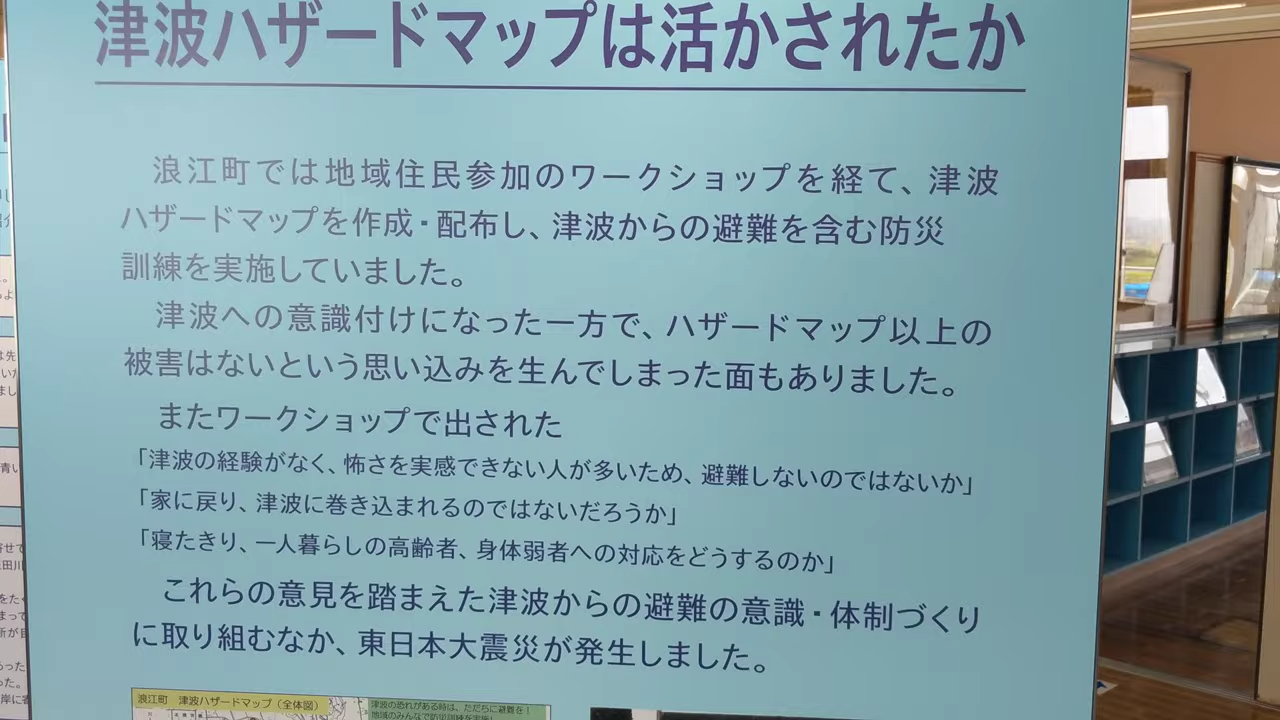 津波ハザードマップは活かされたか
浪江町では地域住民参加のワークショップを経て、津波
ハザードマップを作成・配布し、津波からの避難を含む防災
訓練を実施していました。
津波への意識付けになった一方で、ハザードマップ以上の
被害はないという思い込みを生んでしまった面もありました。
またワークショップで出された
「津波の経験がなく、怖さを実感できない人が多いため、避難しないのではないか」
「家に戻り、津波に巻き込まれるのではないだろうか」
「寝たきり、一人暮らしの高齢者、身体弱者への対応をどうするのか」
これらの意見を踏まえた津波からの避難の意識・体制づくり
に取り組むなか、東日本大震災が発生しました。
浪江町 津波ハザードマップ（全体図）
津波の恐れがある時は、ただちに避難を！
地域のみんなで防災訓練を実施！